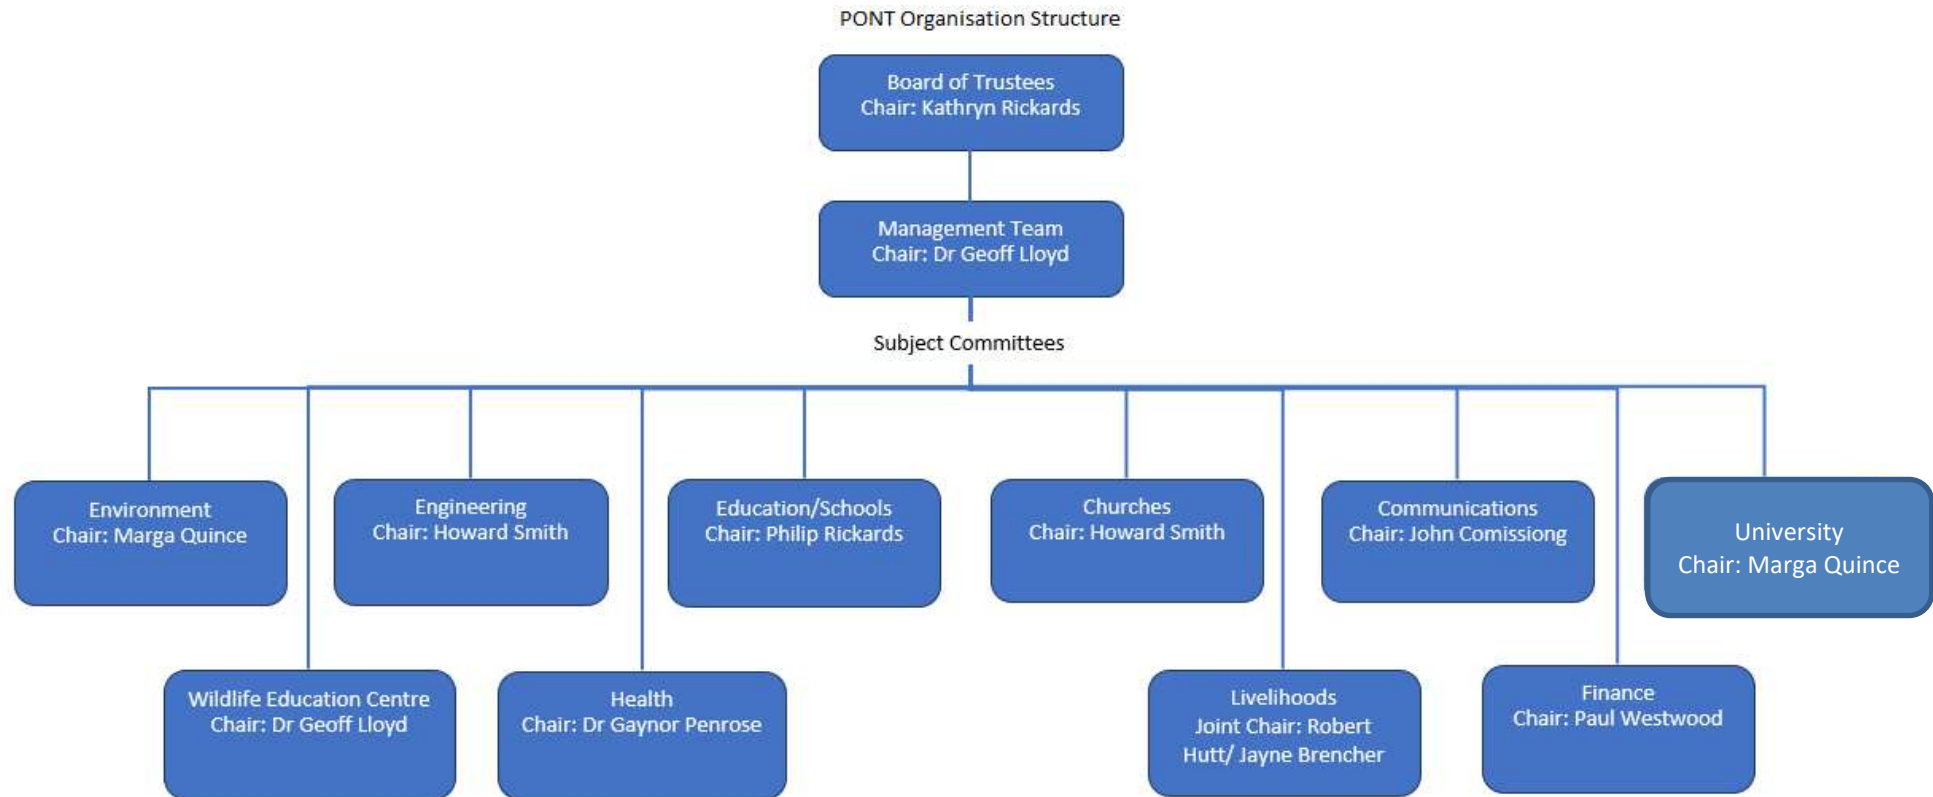 PONT Organisation Structure
Board of Trustees
Chair: Kathryn Rickards
Management Team
Chair: Dr Geoff Lloyd
Subject Committees
Environment
Chair: Marga Quince
Engineering
Chair: Howard Smith
Education/Schools
Chair: Philip Rickards
Churches
Chair: Howard Smith
Communications
Chair: John Comissiong
University
Chair: Marga Quince
Wildlife Education Centre
Chair: Dr Geoff Lloyd
Health
Chair: Dr Gaynor Penrose
Livelihoods
Joint Chair: Robert
Hutt/ Jayne Brencher
Finance
Chair: Paul Westwood